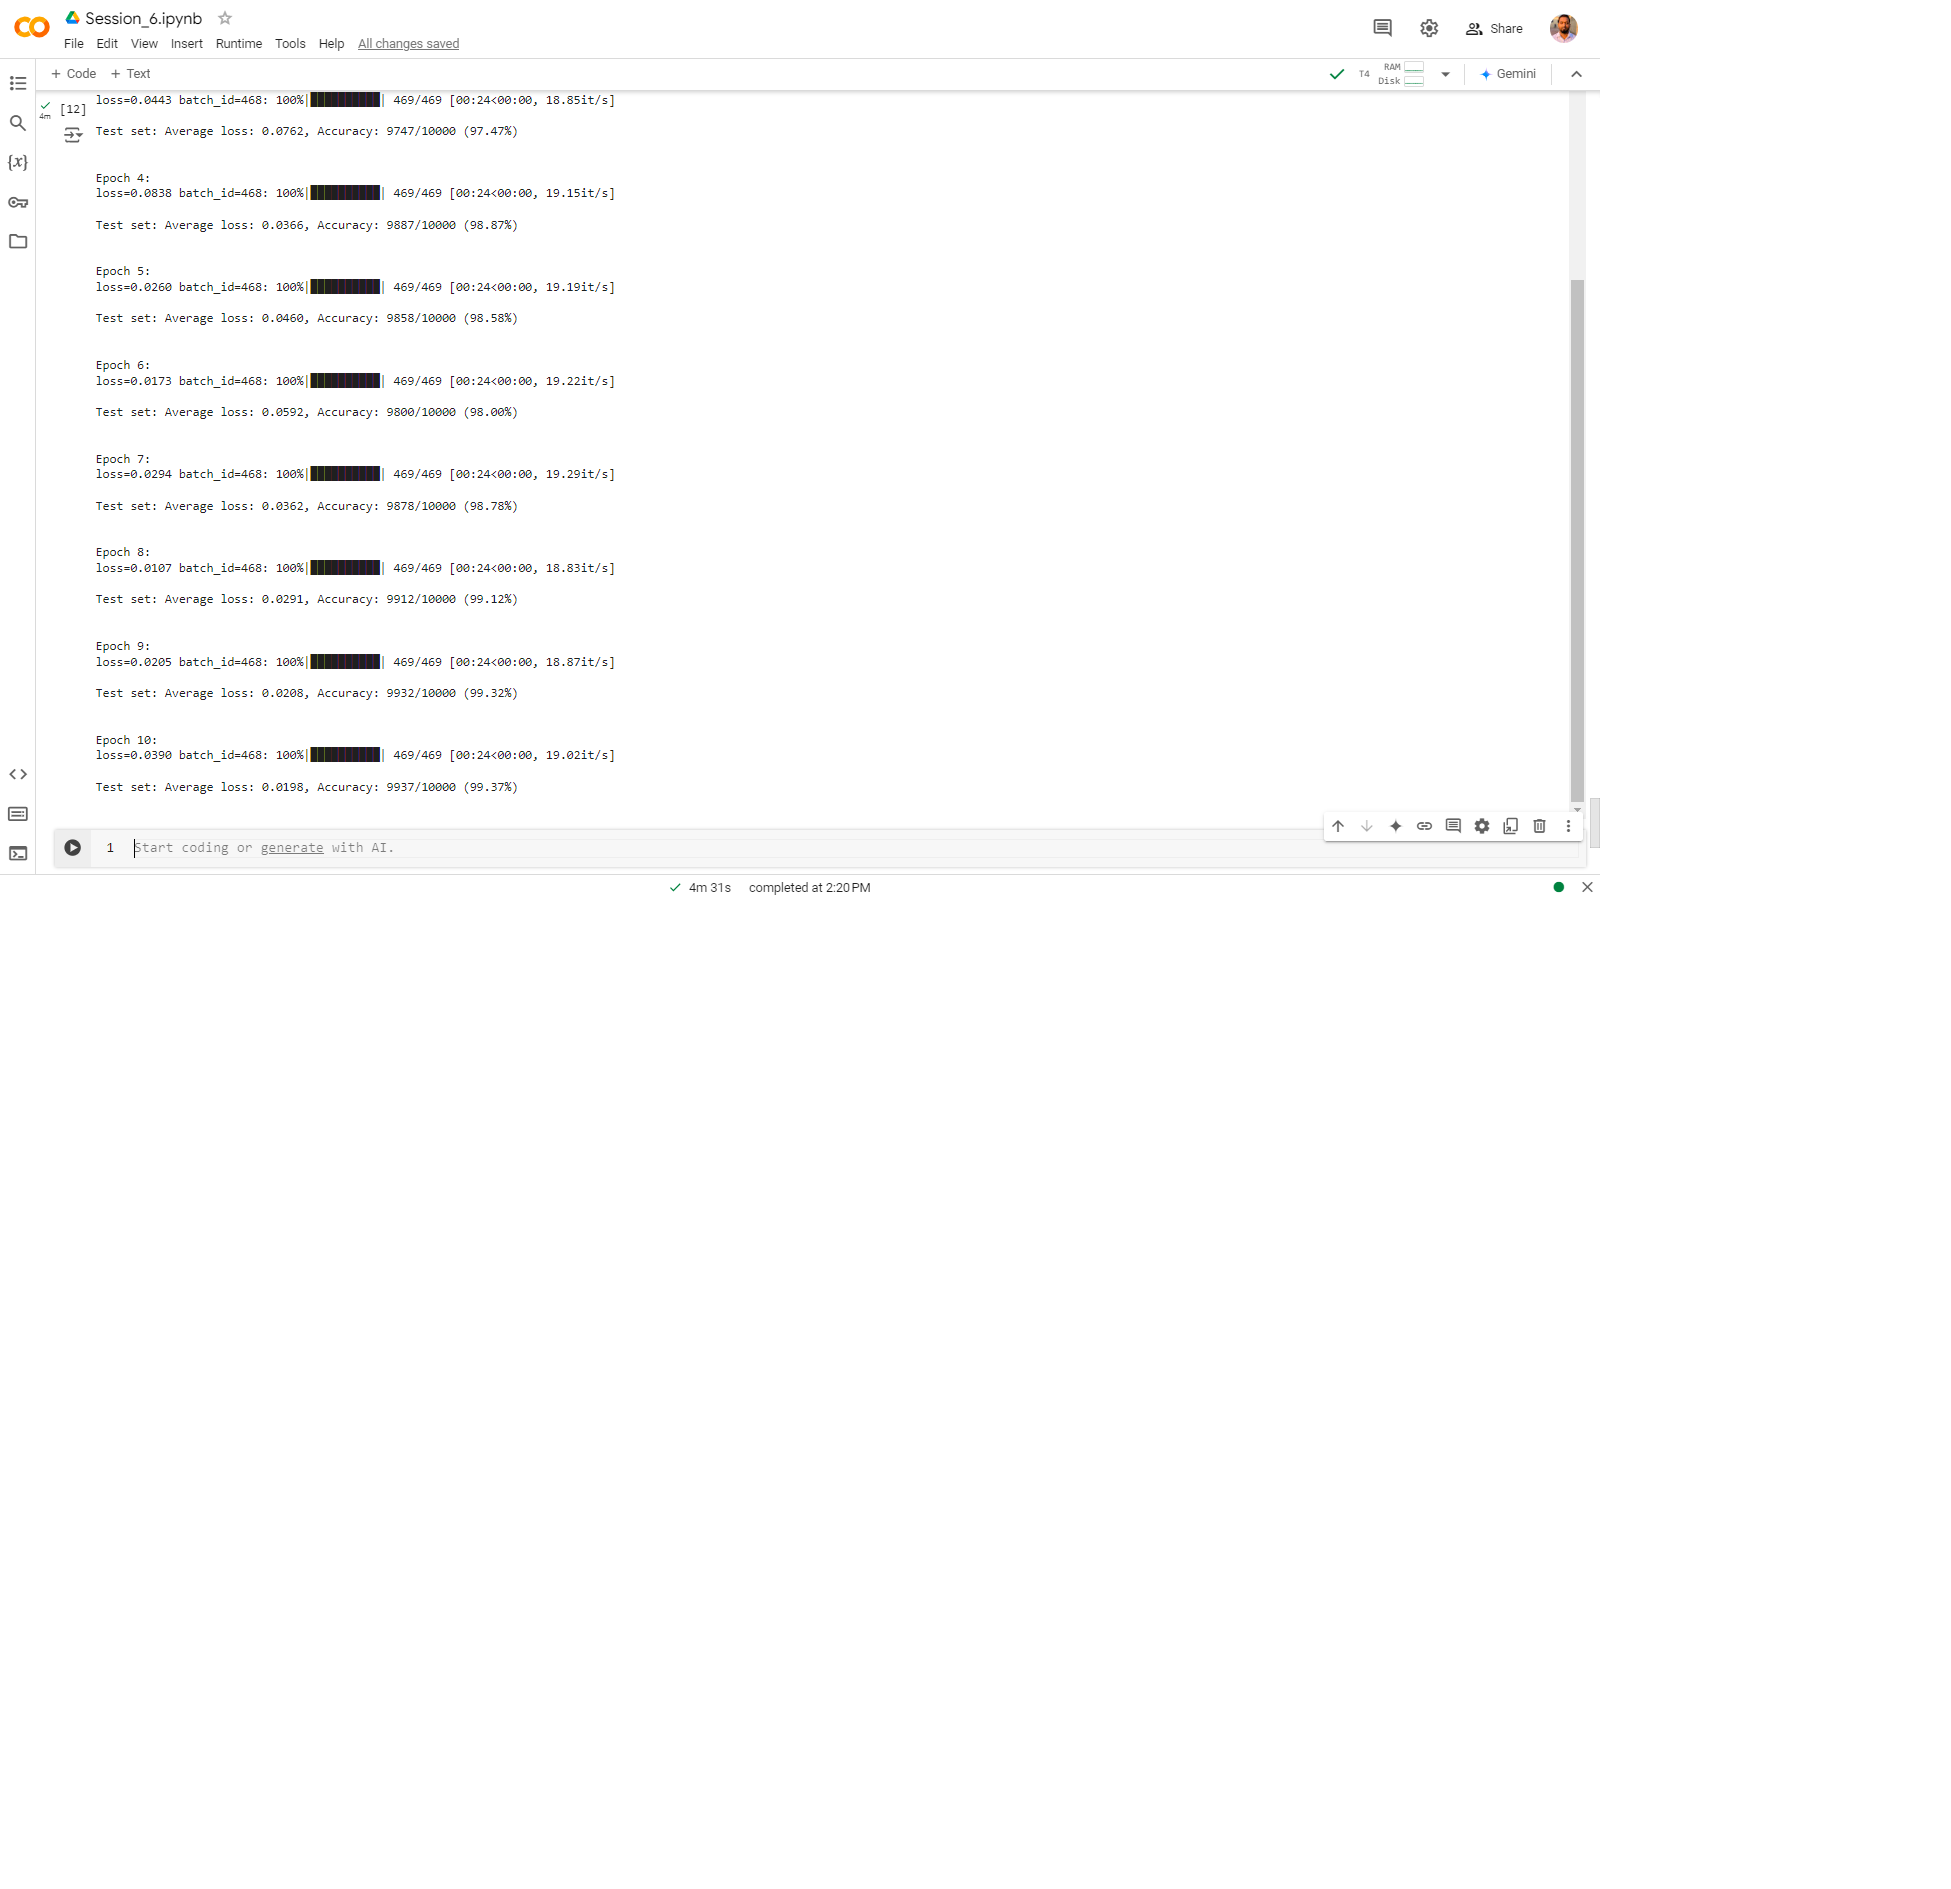 Session_6.ipynb
File Edit View Insert Runtime Tools Help All changes saved
Share
+ Code + Text
T4 RAM Disk
Gemini
4m
[12]
loss=0.0443 batch_id=468: 100%|██████████| 469/469 [00:24<00:00, 18.85it/s]
Test set: Average loss: 0.0762, Accuracy: 9747/10000 (97.47%)
Epoch 4:
loss=0.0838 batch_id=468: 100%|██████████| 469/469 [00:24<00:00, 19.15it/s]
Test set: Average loss: 0.0366, Accuracy: 9887/10000 (98.87%)
Epoch 5:
loss=0.0260 batch_id=468: 100%|██████████| 469/469 [00:24<00:00, 19.19it/s]
Test set: Average loss: 0.0460, Accuracy: 9858/10000 (98.58%)
Epoch 6:
loss=0.0173 batch_id=468: 100%|██████████| 469/469 [00:24<00:00, 19.22it/s]
Test set: Average loss: 0.0592, Accuracy: 9800/10000 (98.00%)
Epoch 7:
loss=0.0294 batch_id=468: 100%|██████████| 469/469 [00:24<00:00, 19.29it/s]
Test set: Average loss: 0.0362, Accuracy: 9878/10000 (98.78%)
Epoch 8:
loss=0.0107 batch_id=468: 100%|██████████| 469/469 [00:24<00:00, 18.83it/s]
Test set: Average loss: 0.0291, Accuracy: 9912/10000 (99.12%)
Epoch 9:
loss=0.0205 batch_id=468: 100%|██████████| 469/469 [00:24<00:00, 18.87it/s]
Test set: Average loss: 0.0208, Accuracy: 9932/10000 (99.32%)
Epoch 10:
loss=0.0390 batch_id=468: 100%|██████████| 469/469 [00:24<00:00, 19.02it/s]
Test set: Average loss: 0.0198, Accuracy: 9937/10000 (99.37%)
1 Start coding or generate with AI.
4m 31s completed at 2:20 PM